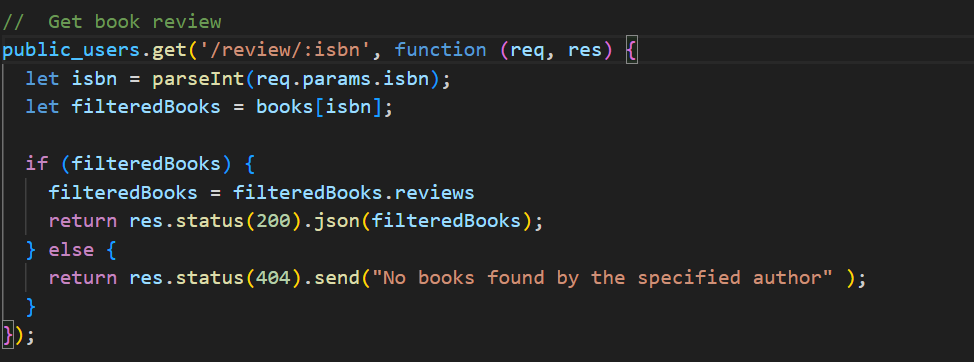 //  Get book review
public_users.get('/review/:isbn', function (req, res) {
  let isbn = parseInt(req.params.isbn);
  let filteredBooks = books[isbn];

  if (filteredBooks) {
    filteredBooks = filteredBooks.reviews
    return res.status(200).json(filteredBooks);
  } else {
    return res.status(404).send("No books found by the specified author" );
  }
});